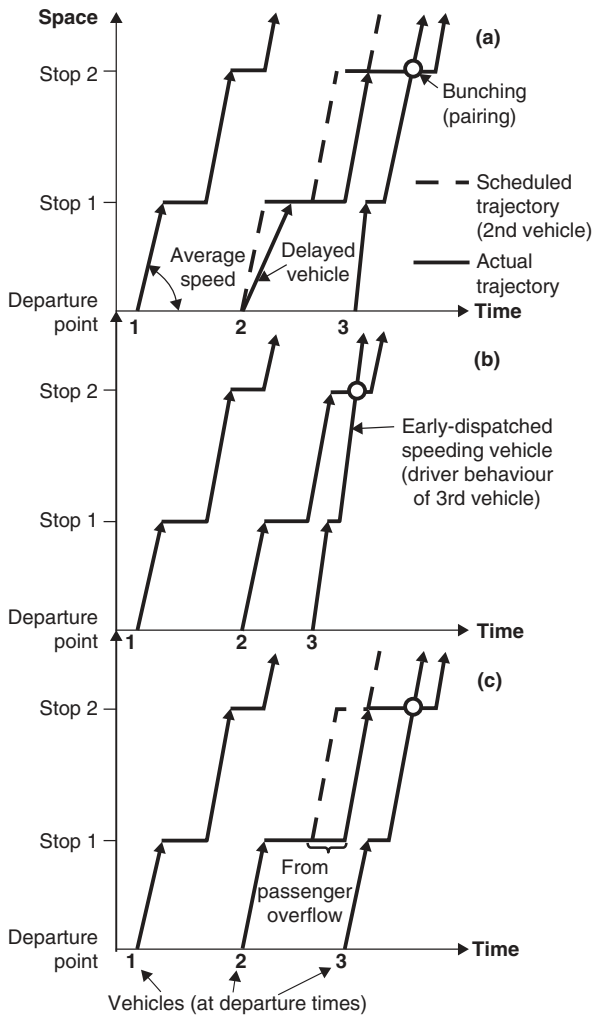 Space
(a)
Stop 2
Bunching
(pairing)
Scheduled
trajectory
(2nd vehicle)
Stop 1
Average
speed
Delayed
vehicle
Actual
trajectory
Departure
point
Time
1
2
3
(b)
Stop 2
Early-dispatched
speeding vehicle
(driver behaviour
of 3rd vehicle)
Stop 1
Departure
point
Time
1
2
3
(c)
Stop 2
Stop 1
From
passenger
overflow
Departure
point
Time
1
2
3
Vehicles (at departure times)